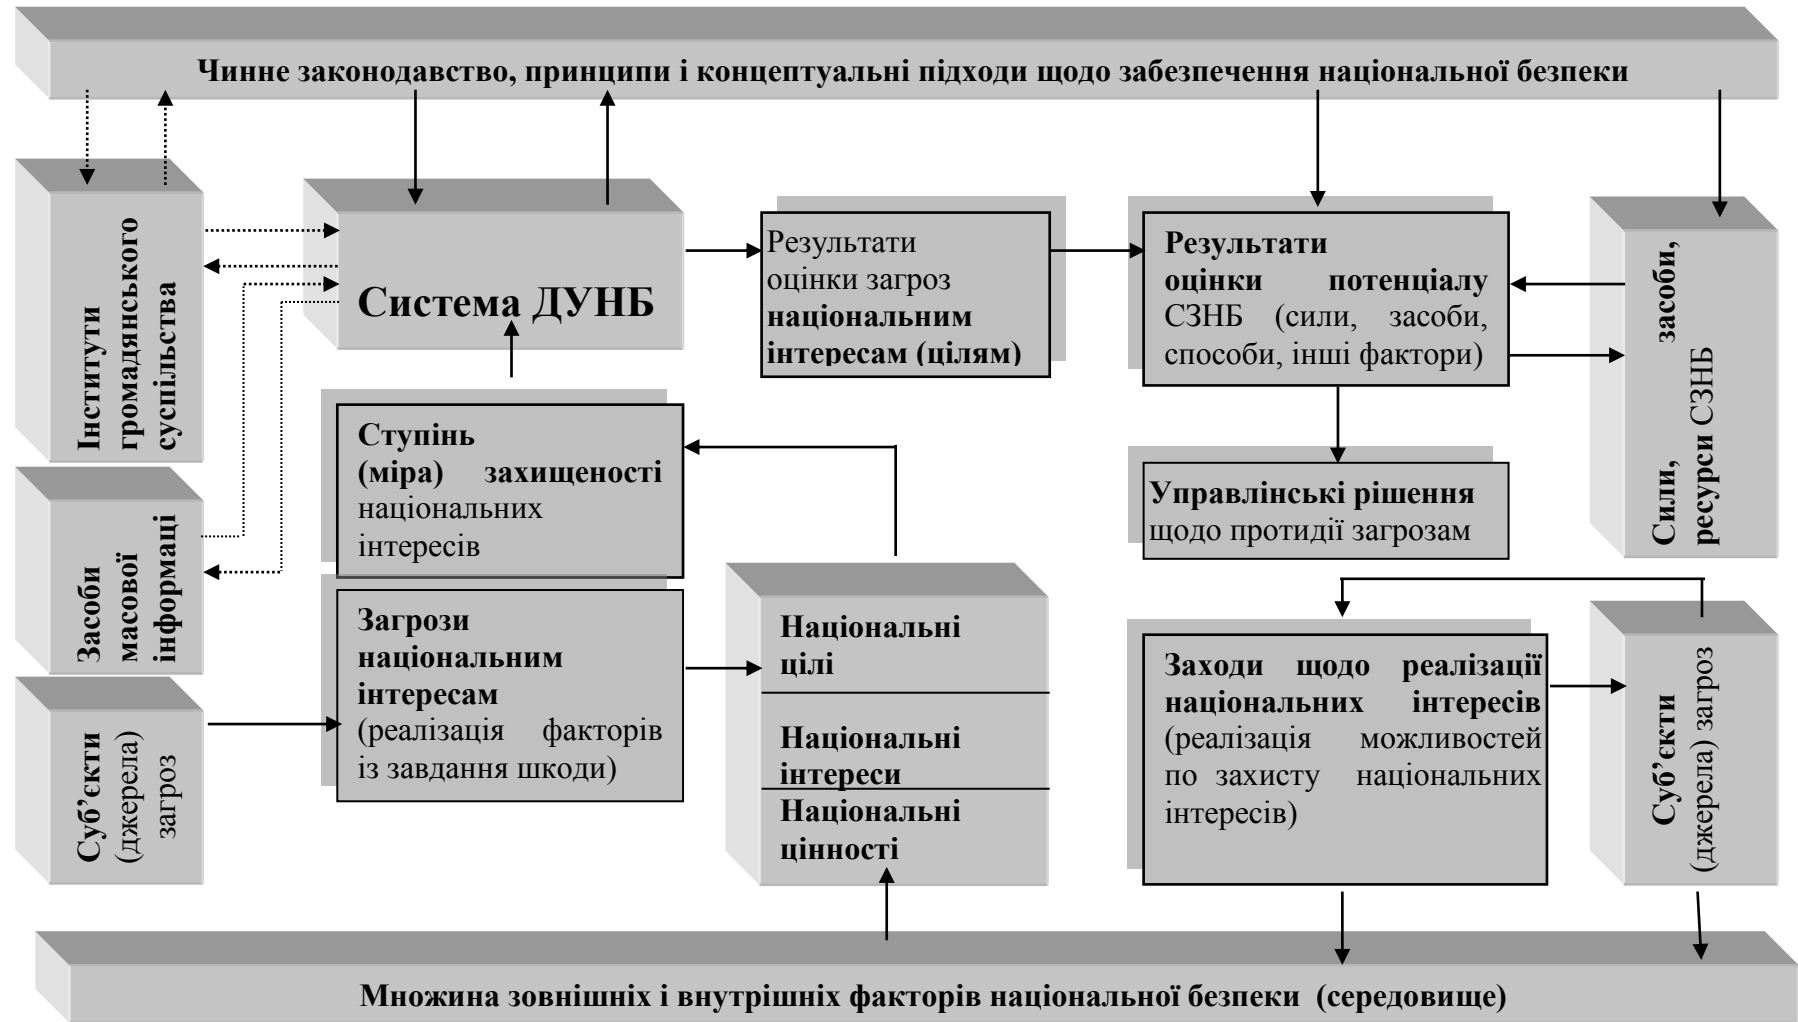 Чинне законодавство, принципи і концептуальні підходи щодо забезпечення національної безпеки
Інститути
громадянського
суспільства
Система ДУНБ
Результати
оцінки загроз
національним
інтересам (цілям)
Результати
оцінки потенціалу
СЗНБ (сили, засоби,
способи, інші фактори)
Сили, засоби,
ресурси СЗНБ
Ступінь
(міра) захищеності
національних
інтересів
Управлінські рішення
щодо протидії загрозам
Засоби
масової
інформаці
Загрози
національним
інтересам
(реалізація факторів
із завдання шкоди)
Національні
цілі
Національні
інтереси
Національні
цінності
Заходи щодо реалізації
національних інтересів
(реалізація можливостей
по захисту національних
інтересів)
Суб’єкти
(джерела)
загроз
Суб’єкти
(джерела) загроз
Множина зовнішніх і внутрішніх факторів національної безпеки (середовище)